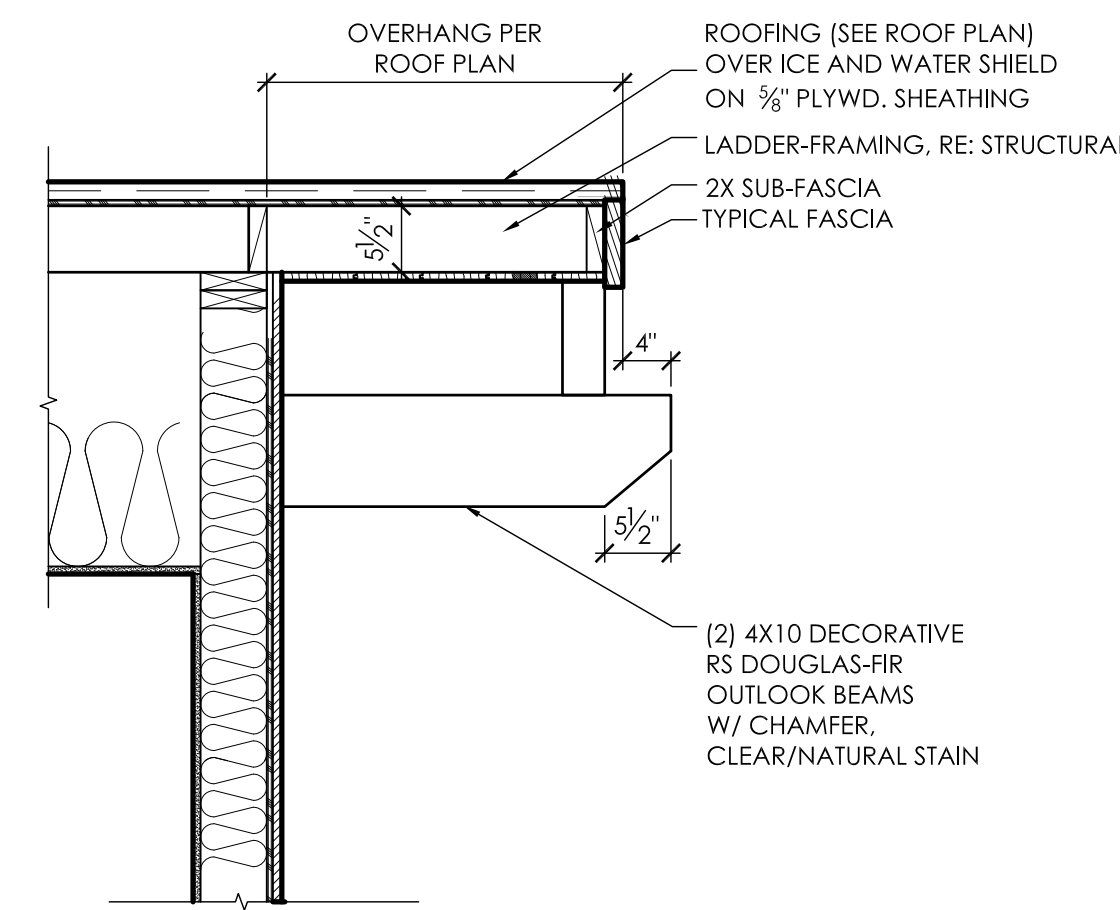 OVERHANG PER
ROOF PLAN
ROOFING (SEE ROOF PLAN)
OVER ICE AND WATER SHIELD
ON 5/8" PLYWD. SHEATHING
LADDER-FRAMING, RE: STRUCTURAL
2X SUB-FASCIA
TYPICAL FASCIA
5 1/2"
4"
5 1/2"
(2) 4X10 DECORATIVE
RS DOUGLAS-FIR
OUTLOOK BEAMS
W/ CHAMFER,
CLEAR/NATURAL STAIN